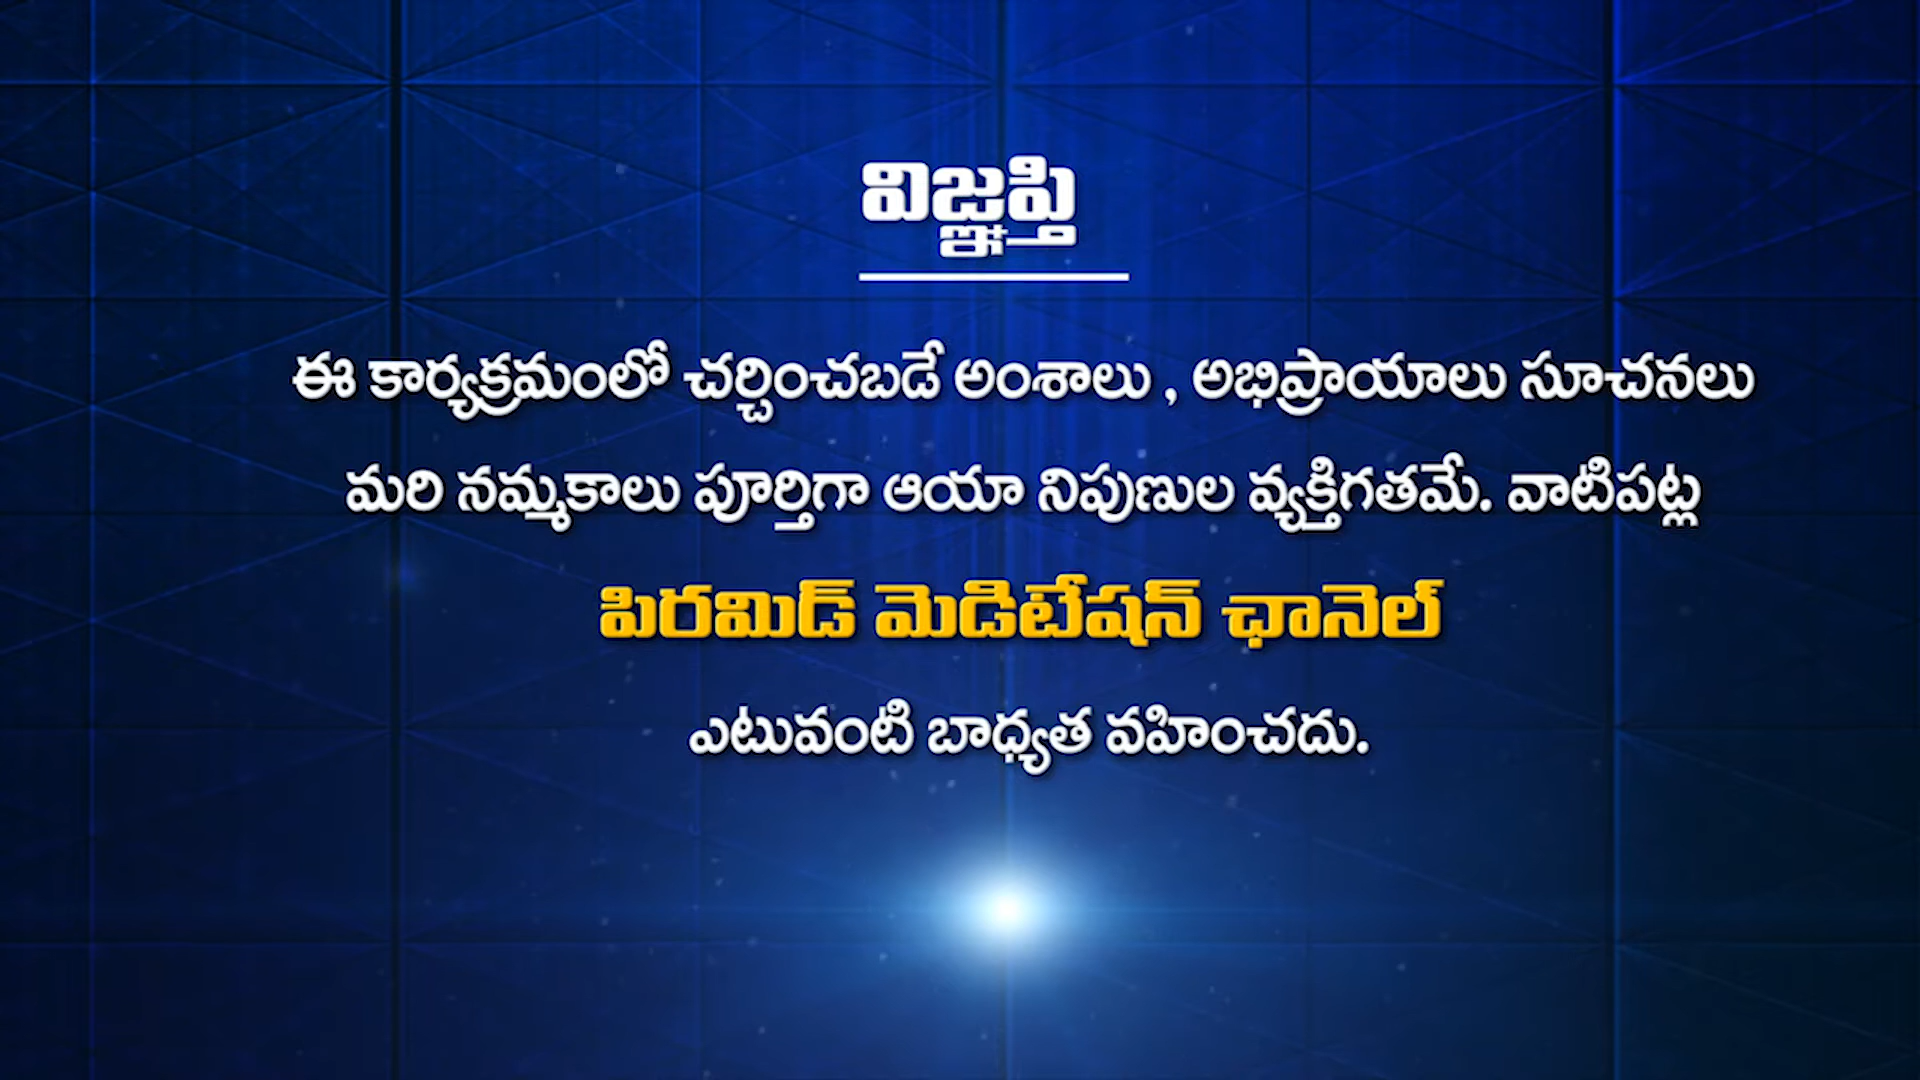 విజ్ఞప్తి
ఈ కార్యక్రమంలో చర్చించబడే అంశాలు , అభిప్రాయాలు సూచనలు
మరి నమ్మకాలు పూర్తిగా ఆయా నిపుణుల వ్యక్తిగతమే. వాటిపట్ల
పిరమిడ్ మెడిటేషన్ ఛానెల్
ఎటువంటి బాధ్యత వహించదు.